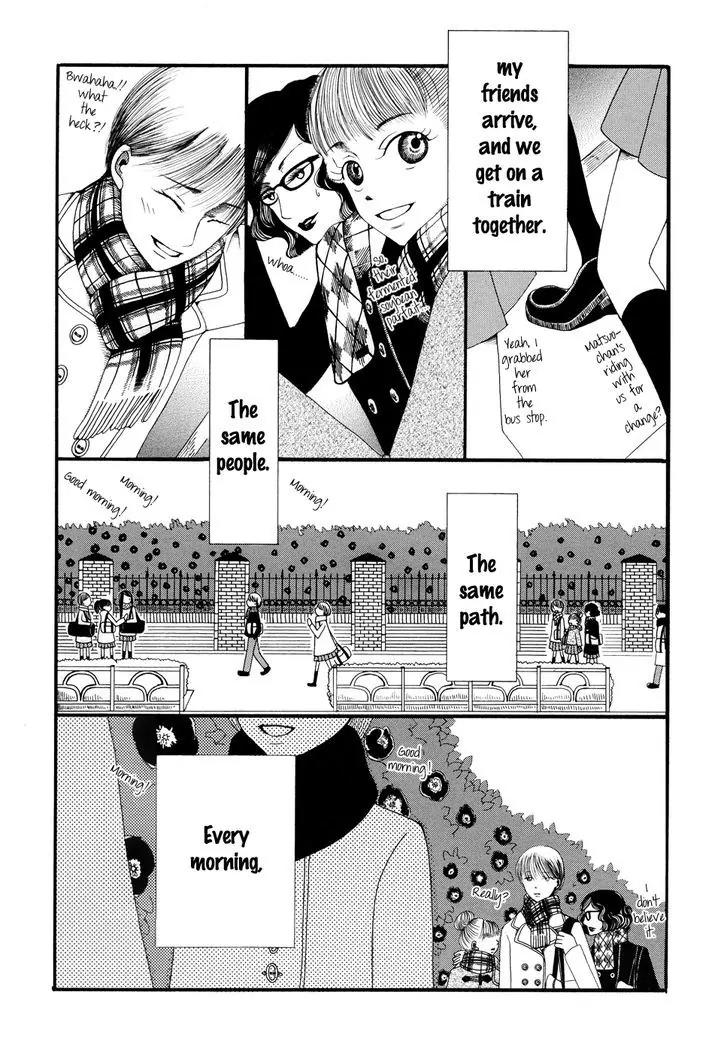 my
friends
arrive,
and we
get on a
train
together.
Matsuo-
chan's
riding
with
us for
a
change?
Yeah. I
grabbed
her
from
the
bus stop.
so,
their
fermented
soybean
parfait!
Whoa......
Bwahaha!!
what
the
heck?!
The
same
people.
The
same
path.
Morning!
Morning!
Good morning!
Every
morning,
Good
morning!
Morning!
I
don't
believe
it.
Really?